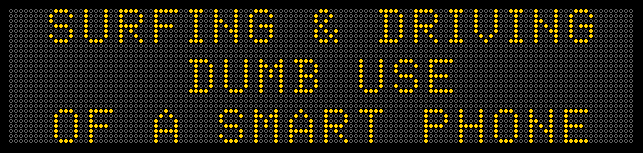 SURFING & DRIVING
DUMB USE
OF A SMART PHONE